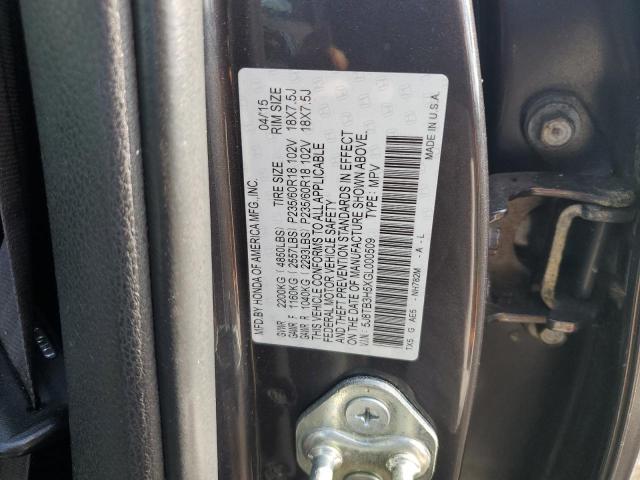 MFD.BY HONDA OF AMERICA MFG.,INC. 04/15
GVWR 2200KG (4850LBS) TIRE SIZE RIM SIZE
GAWR F 1160KG (2557LBS) P235/60R18 102V 18X7.5J
GAWR R 1040KG (2293LBS) P235/60R18 102V 18X7.5J
THIS VEHICLE CONFORMS TO ALL APPLICABLE
FEDERAL MOTOR VEHICLE SAFETY
AND THEFT PREVENTION STANDARDS IN EFFECT
ON THE DATE OF MANUFACTURE SHOWN ABOVE.
V.I.N: 5J8TB3H5XGL000509 TYPE: MPV
TX5 G AE5 NH782M - A - L MADE IN U.S.A.